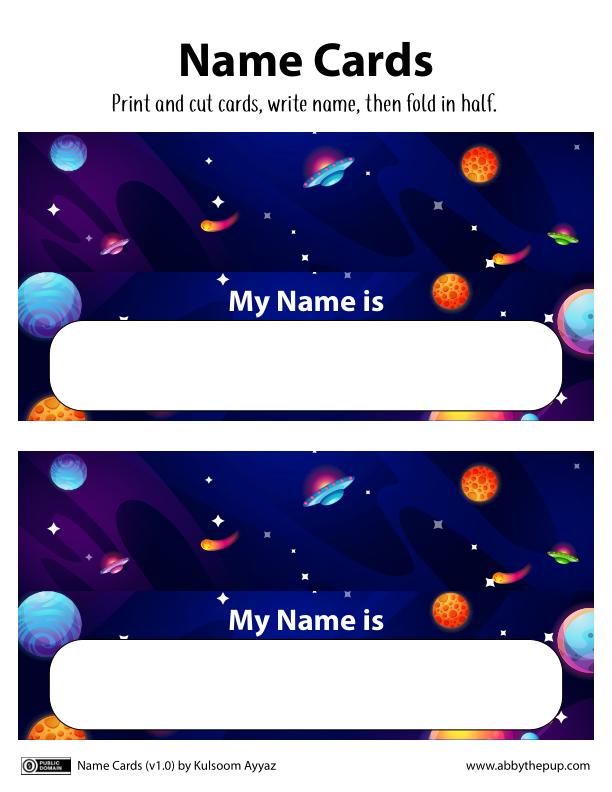 Name Cards
Print and cut cards, write name, then fold in half.
My Name is
My Name is
PUBLIC
DOMAIN
Name Cards (v1.0) by Kulsoom Ayyaz
www.abbythepup.com